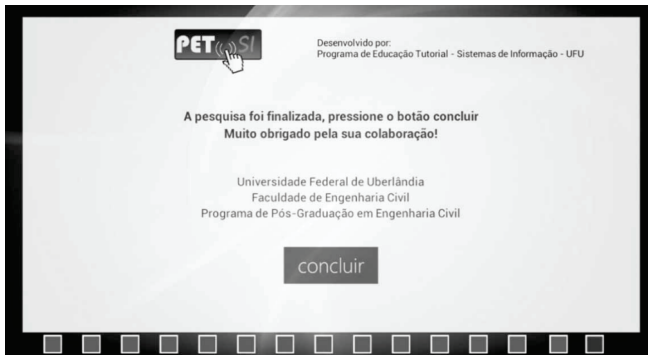 PET SI
Desenvolvido por:
Programa de Educação Tutorial - Sistemas de Informação - UFU
A pesquisa foi finalizada, pressione o botão concluir
Muito obrigado pela sua colaboração!
Universidade Federal de Uberlândia
Faculdade de Engenharia Civil
Programa de Pós-Graduação em Engenharia Civil
concluir